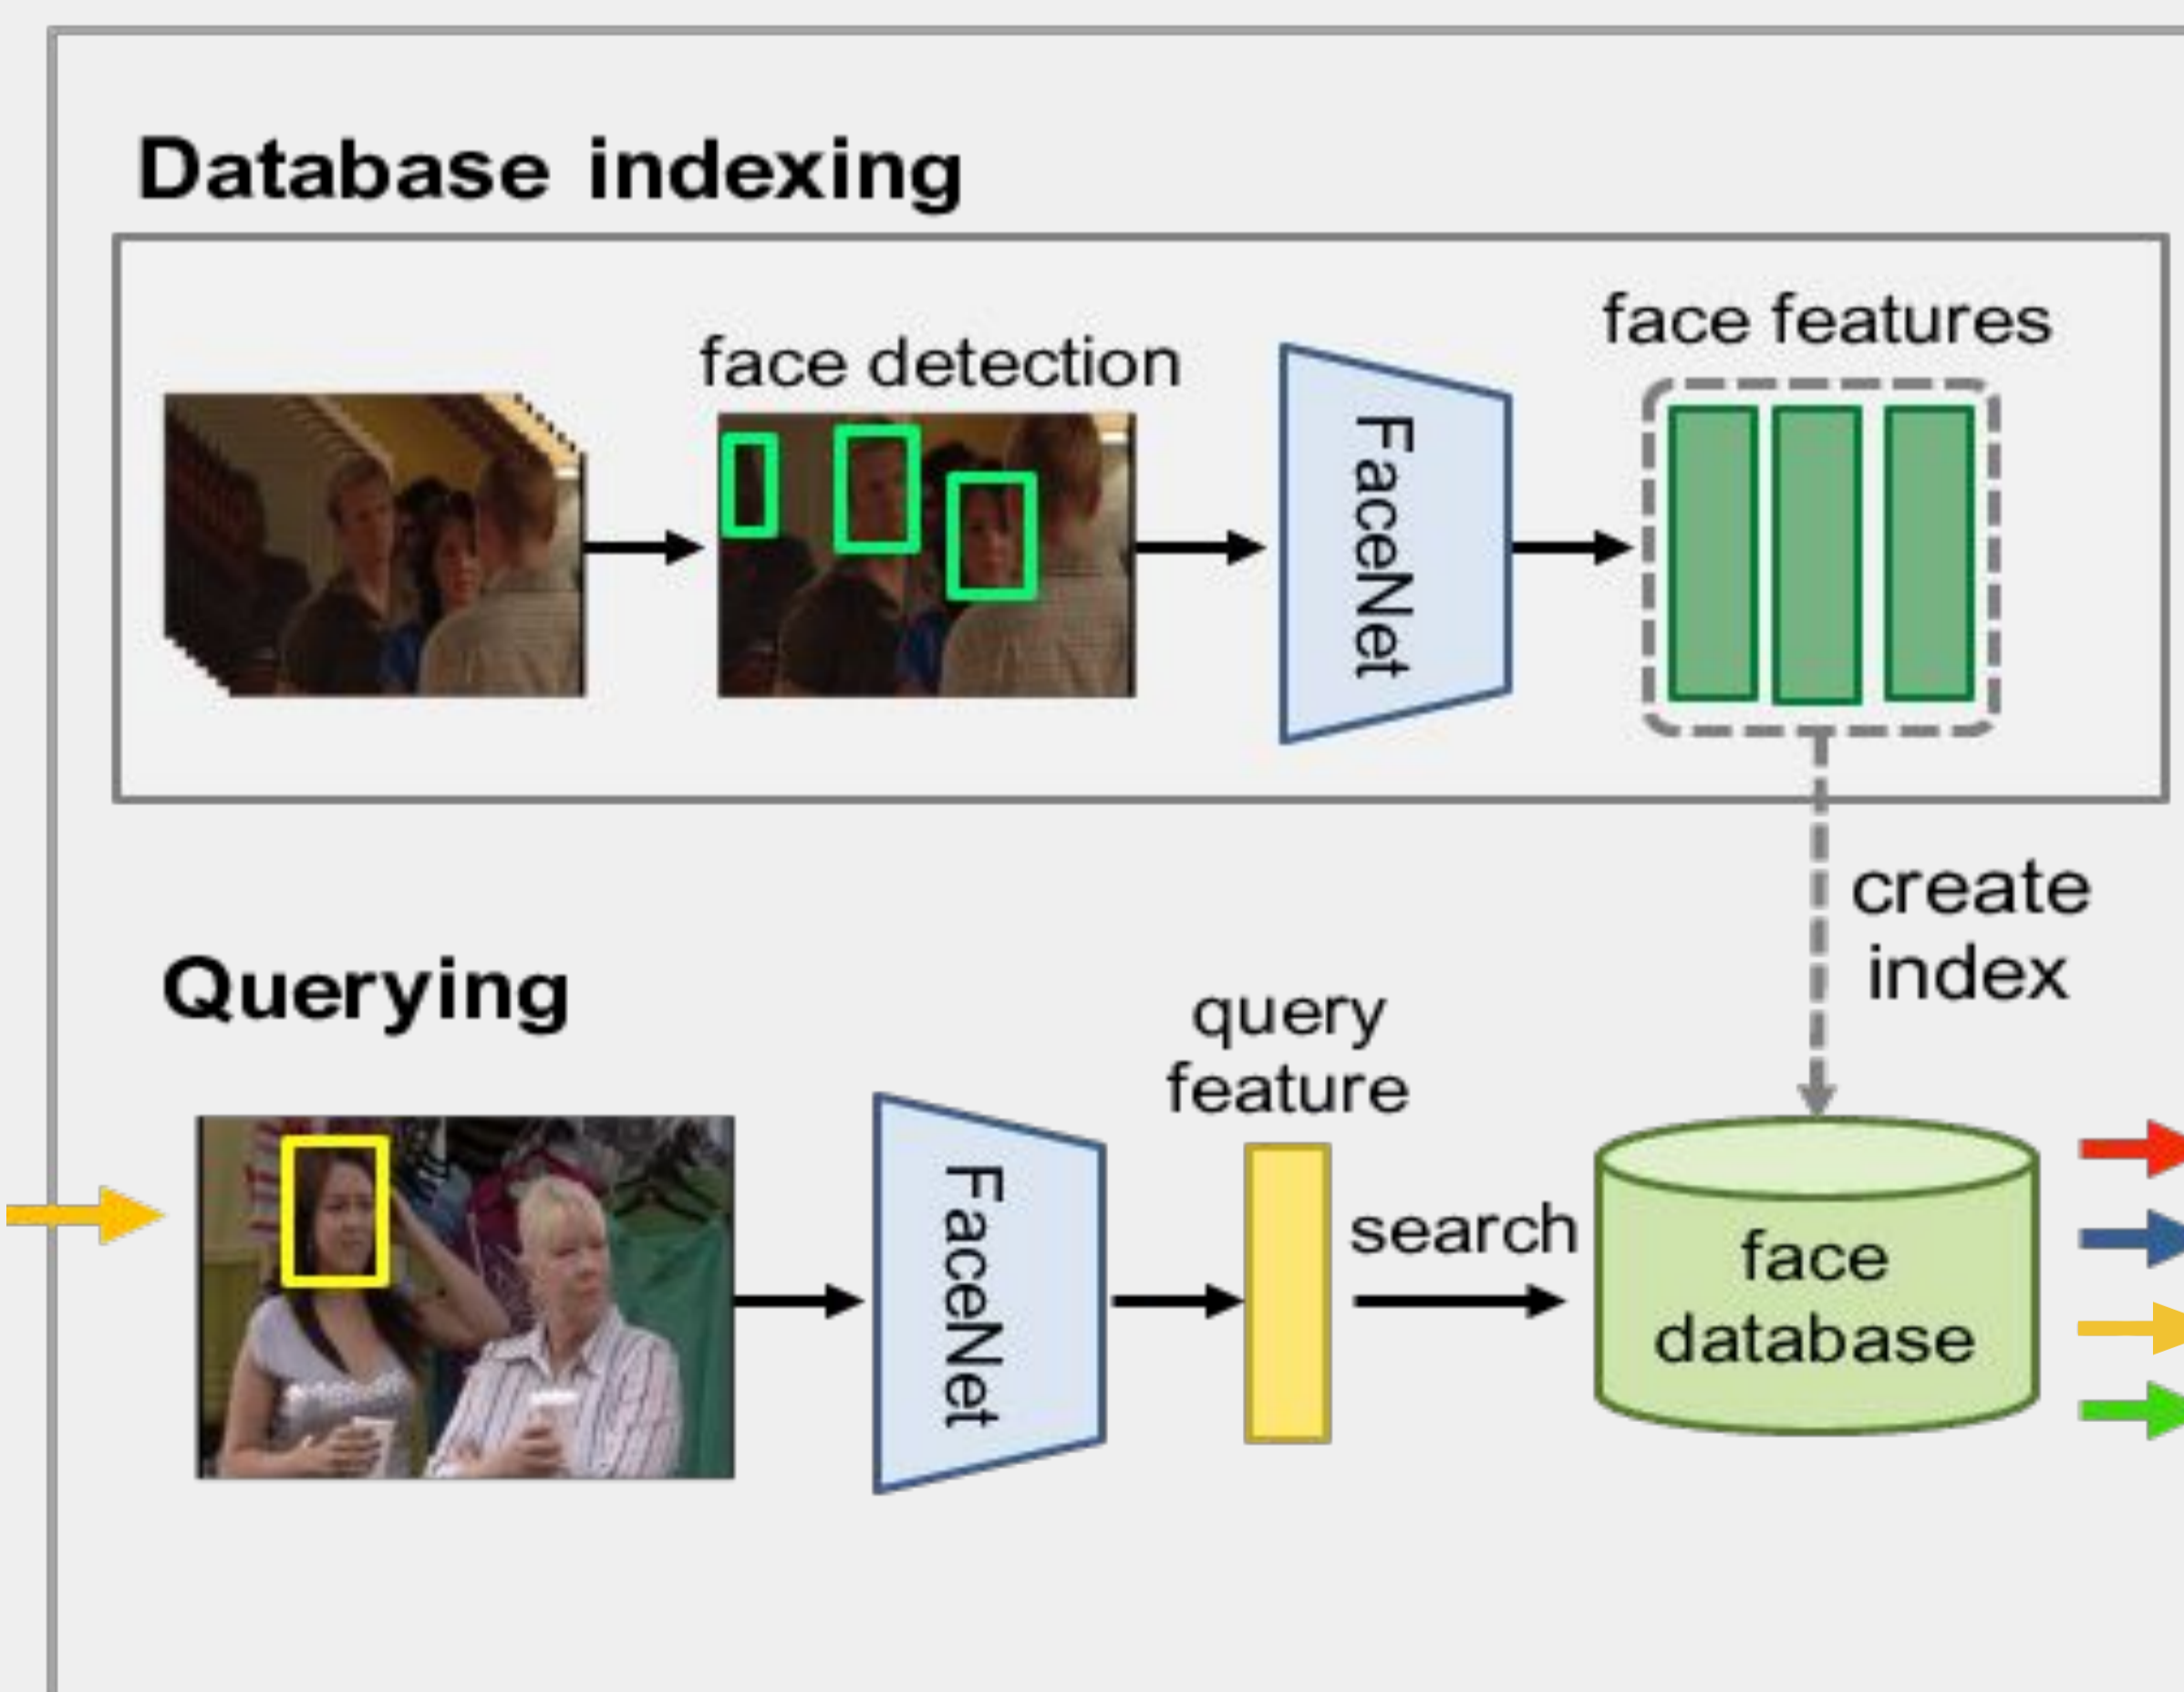 Database indexing
face detection
FaceNet
face features
create
index
Querying
FaceNet
query
feature
search
face
database